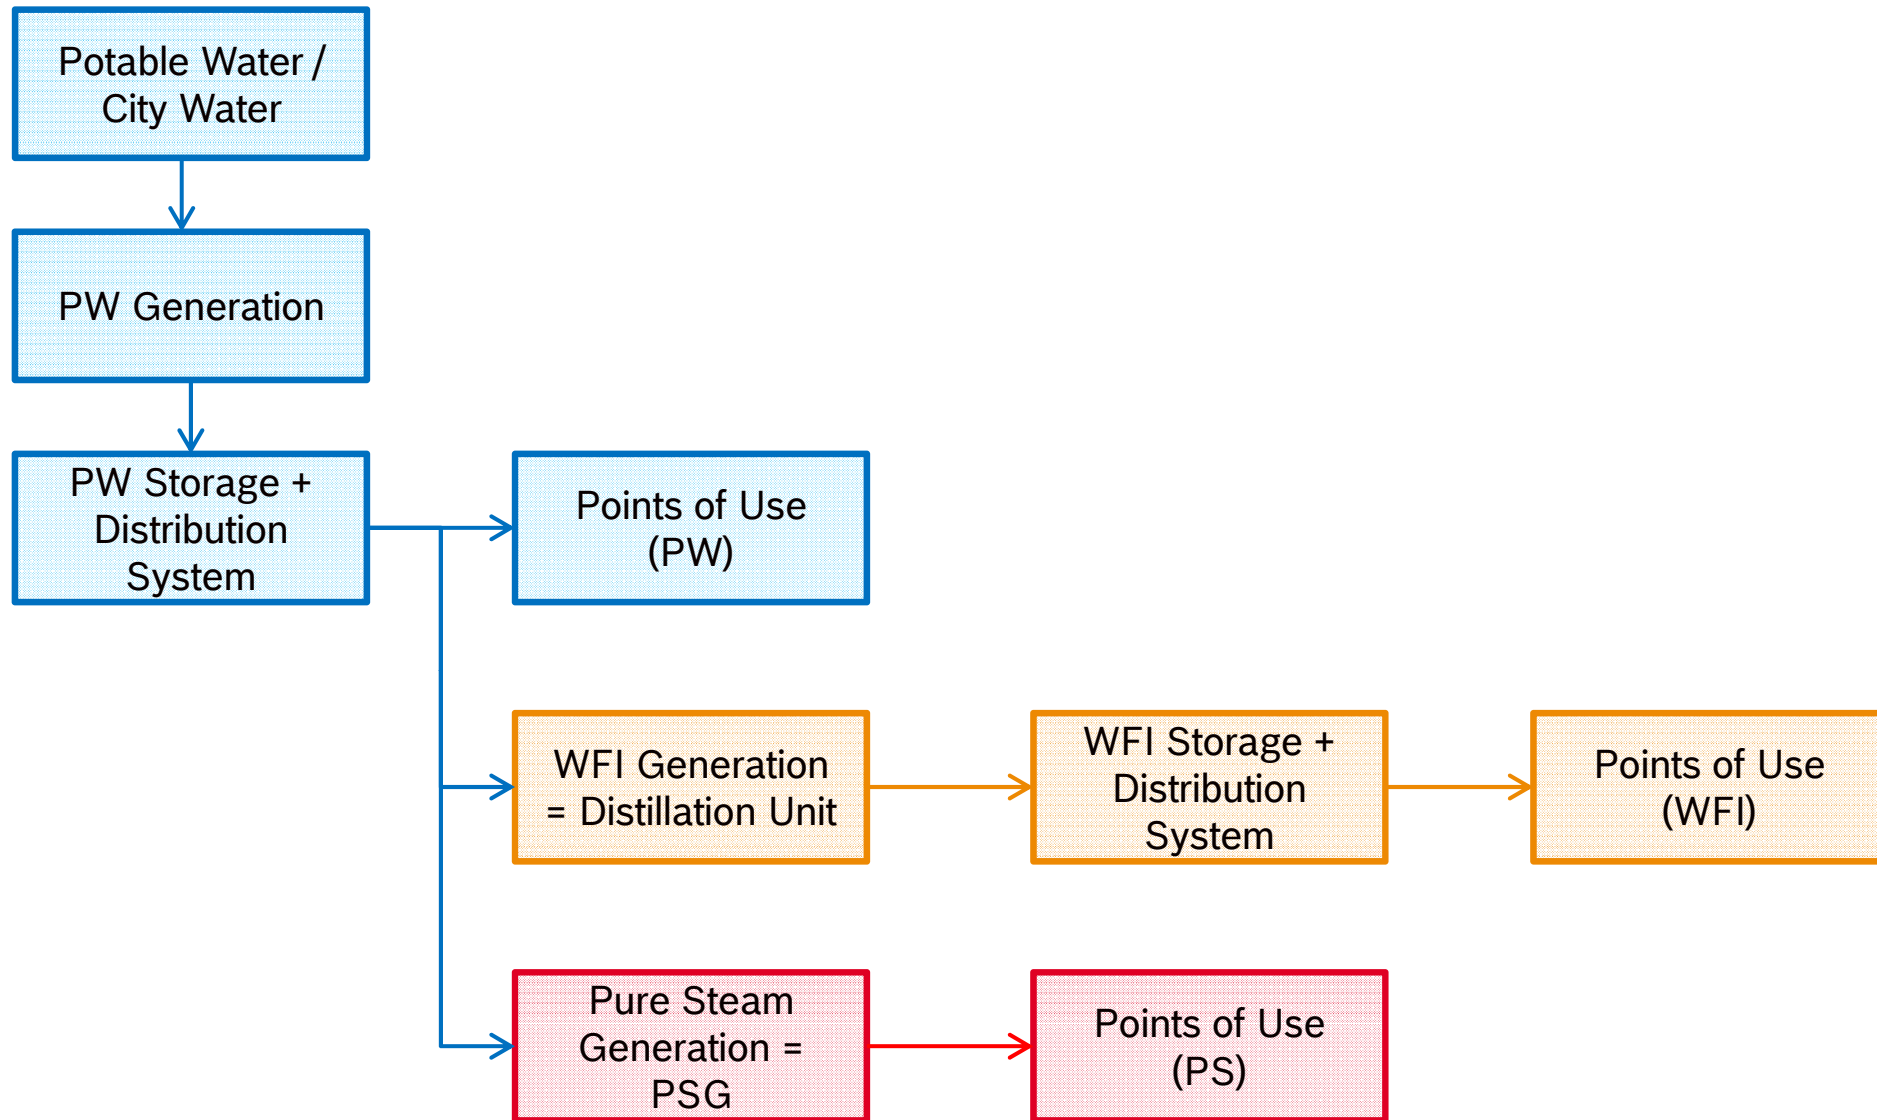 Potable Water /
City Water
PW Generation
PW Storage +
Distribution
System
Points of Use
(PW)
WFI Generation
= Distillation Unit
WFI Storage +
Distribution
System
Points of Use
(WFI)
Pure Steam
Generation =
PSG
Points of Use
(PS)